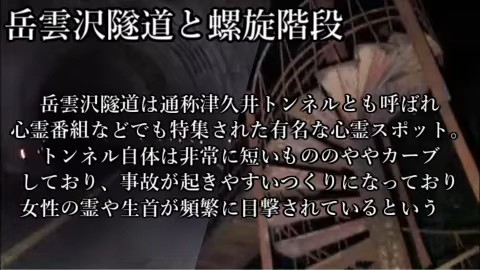 岳雲沢隧道と螺旋階段
岳雲沢隧道は通称津久井トンネルとも呼ばれ
心霊番組などでも特集された有名な心霊スポット。
トンネル自体は非常に短いもののややカーブ
しており、事故が起きやすいつくりになっており
女性の霊や生首が頻繁に目撃されているという